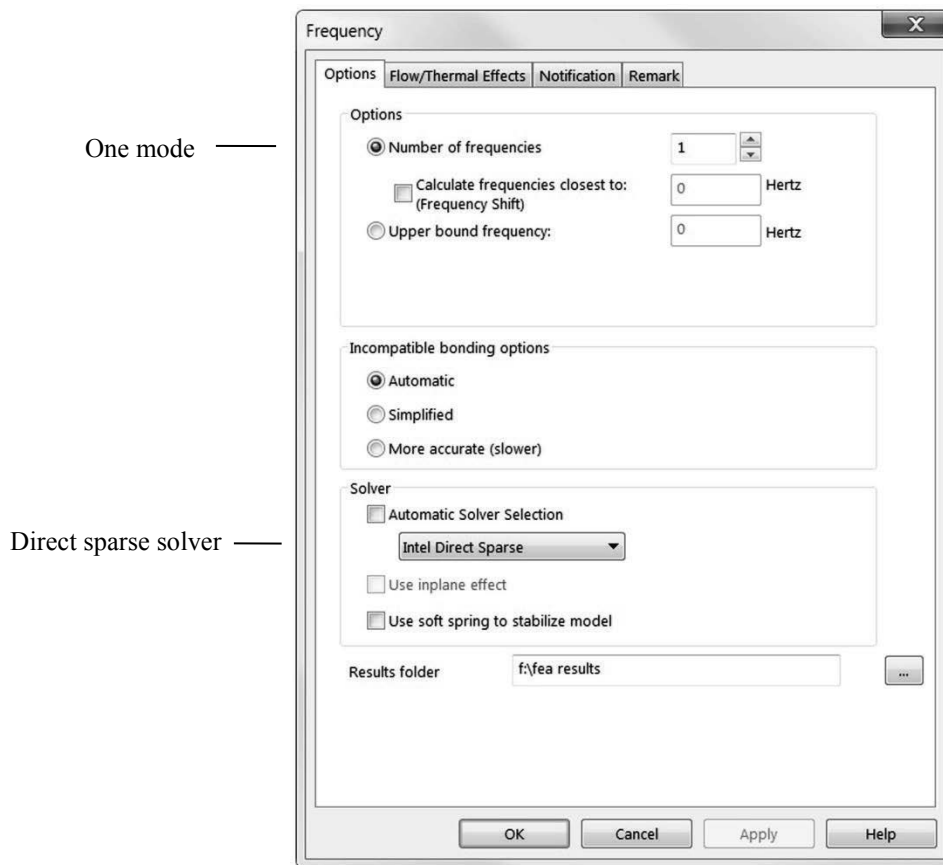 Frequency
X
Options Flow/Thermal Effects Notification Remark
Options
One mode
Number of frequencies 1
Calculate frequencies closest to: 0 Hertz
(Frequency Shift)
Upper bound frequency: 0 Hertz
Incompatible bonding options
Automatic
Simplified
More accurate (slower)
Solver
Automatic Solver Selection
Direct sparse solver
Intel Direct Sparse
Use inplane effect
Use soft spring to stabilize model
Results folder f:\fea results ...
OK Cancel Apply Help